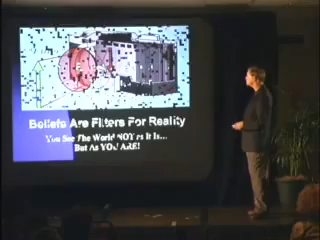 Beliefs Are Filters For Reality
You See The World NOT as It Is...
But As YOU ARE!